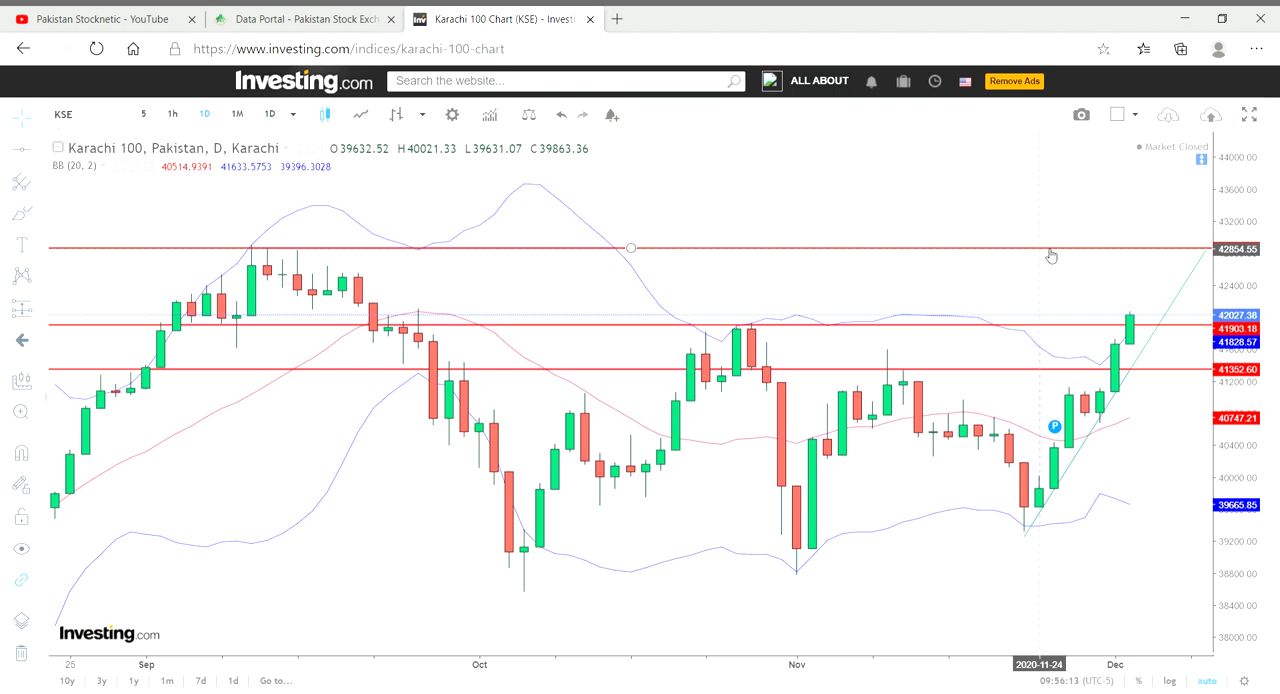 Pakistan Stocknetic - YouTube
Data Portal - Pakistan Stock Exch
Karachi 100 Chart (KSE) - Investi
https://www.investing.com/indices/karachi-100-chart
Investing.com
Search the website...
ALL ABOUT
Remove Ads
KSE
5 1h 1D 1M 1D
Karachi 100, Pakistan, D, Karachi O39632.52 H40021.33 L39631.07 C39863.36
Market Closed
BB (20, 2) 40514.9391 41633.5753 39396.3028
44000.00
43600.00
43200.00
42854.55
42400.00
42027.38
41903.18
41828.57
41352.60
41200.00
40747.21
40400.00
40000.00
39665.85
39200.00
38800.00
38400.00
38000.00
P
Investing.com
25 Sep Oct Nov 2020-11-24 Dec
10y 3y 1y 1m 7d 1d Go to... 09:56:13 (UTC-5) % log auto